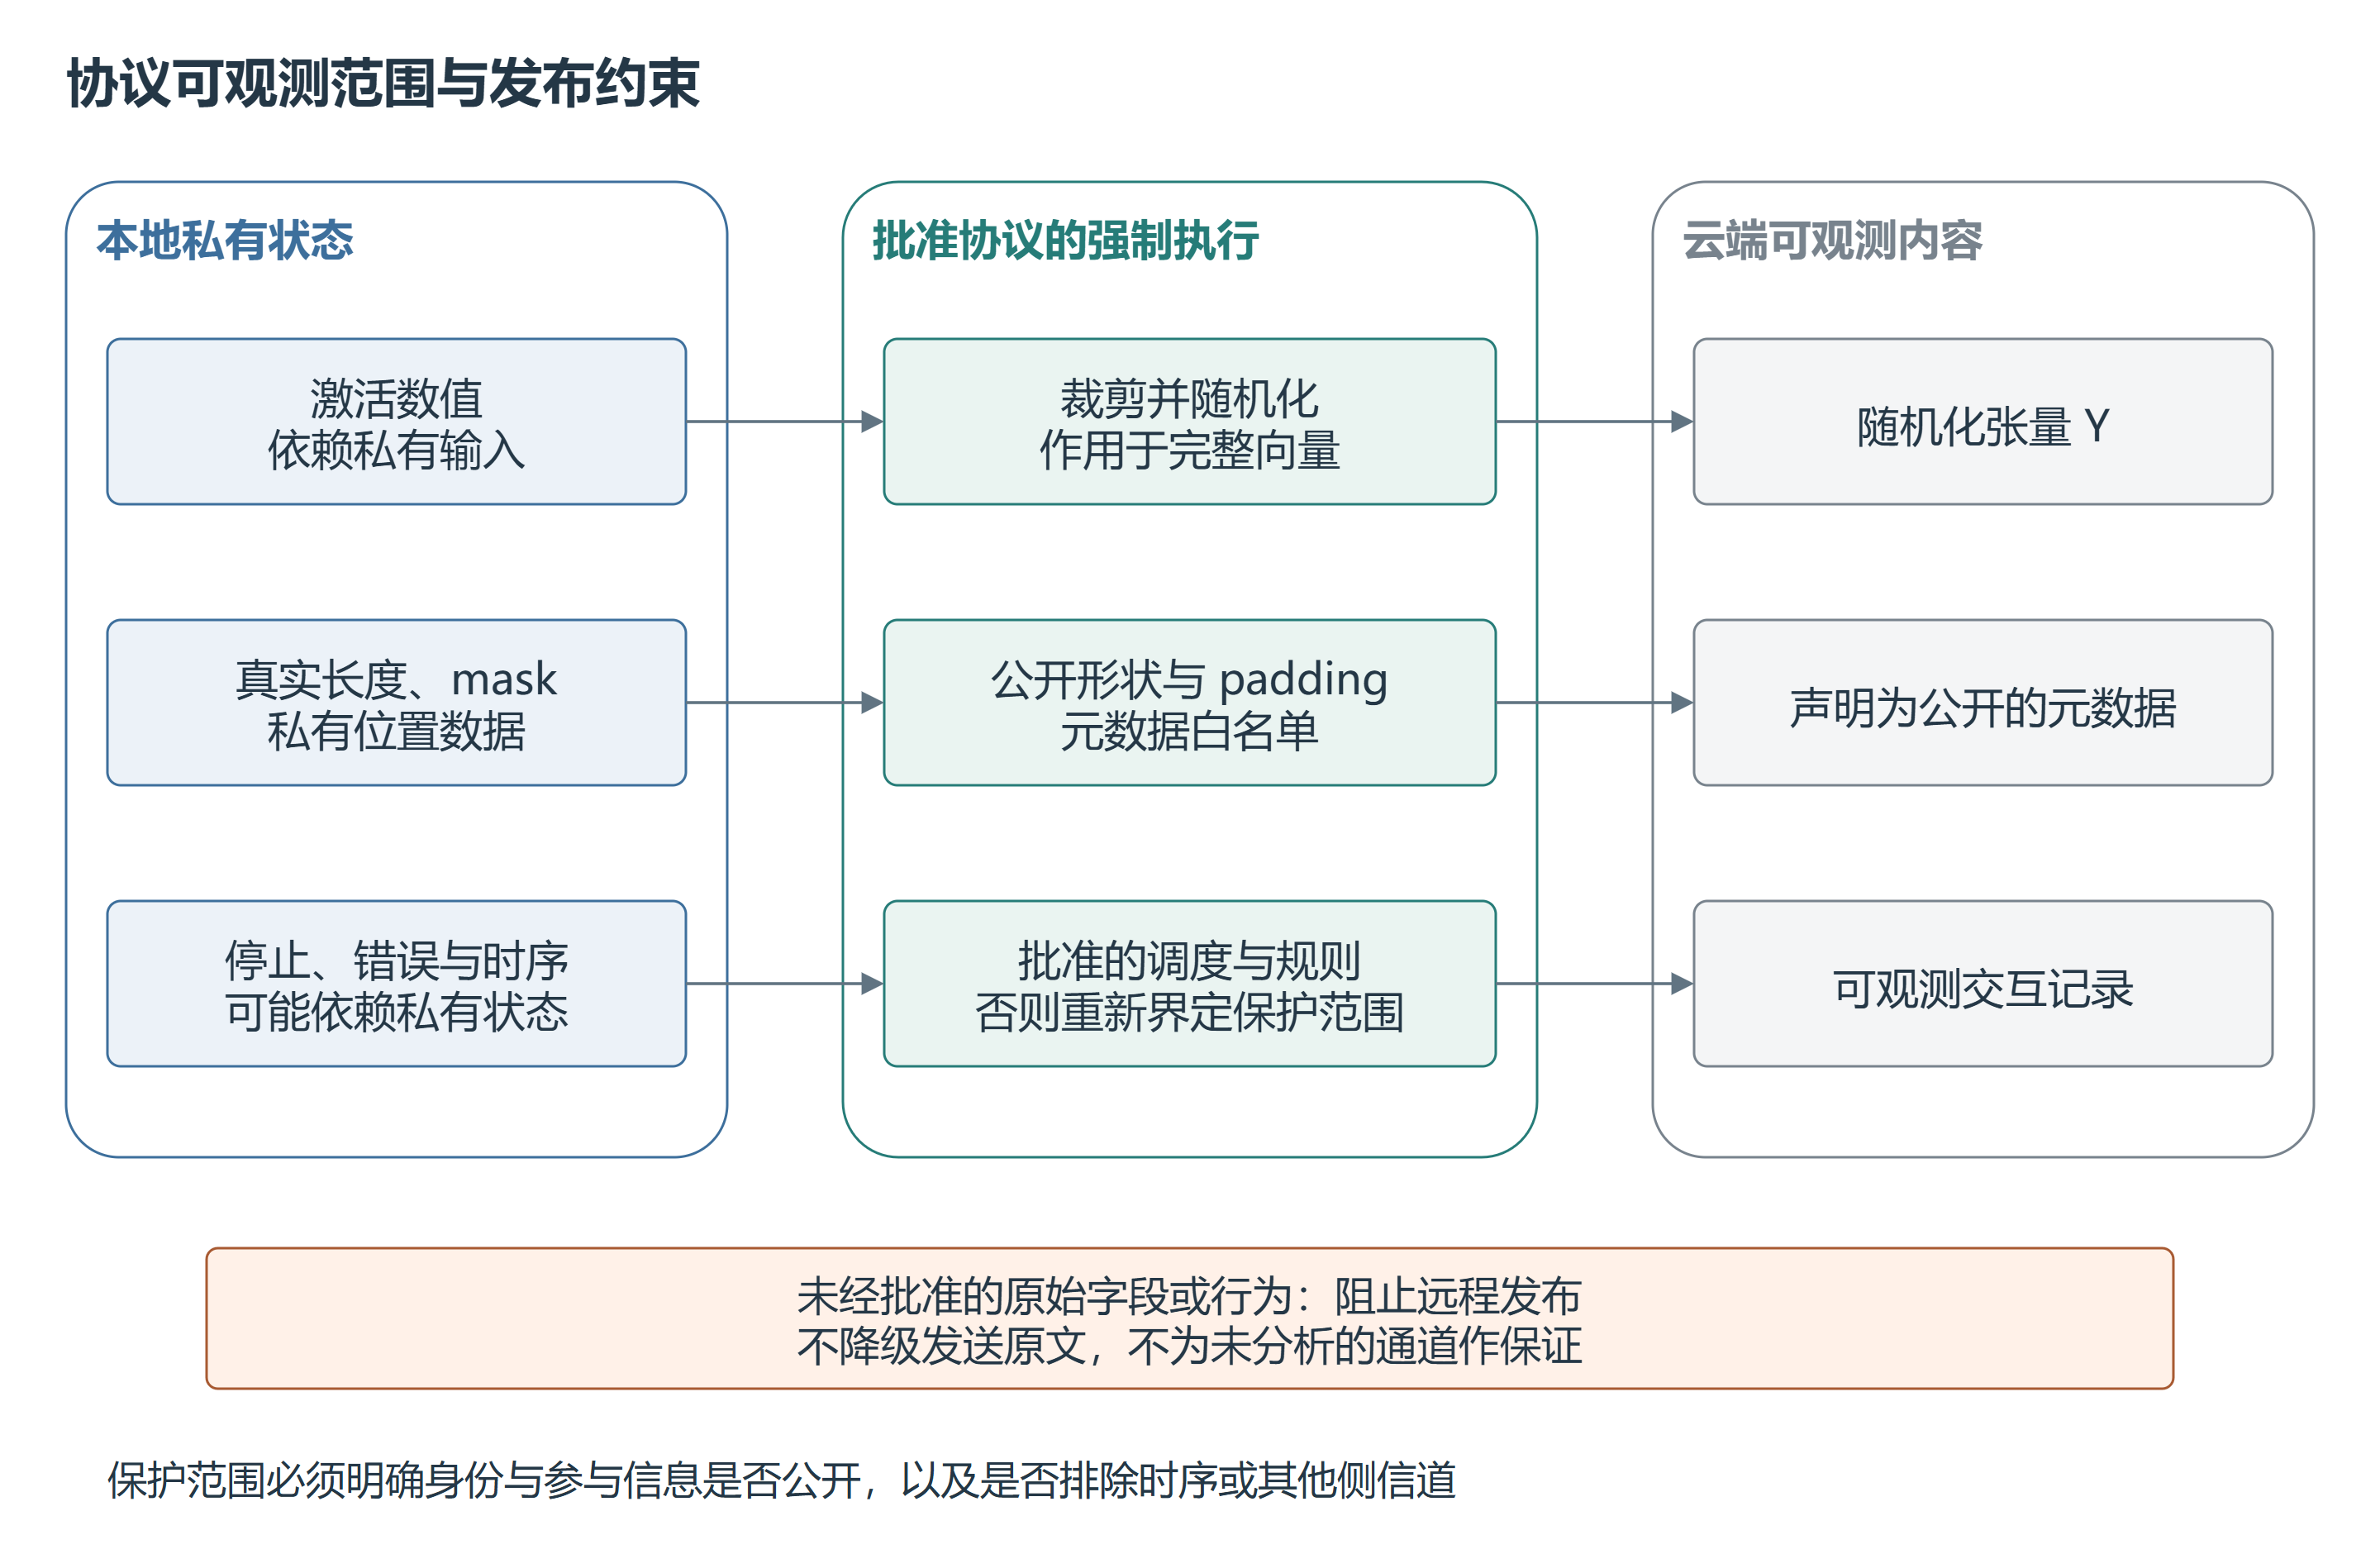 协议可观测范围与发布约束
本地私有状态
激活数值
依赖私有输入
真实长度、mask
私有位置数据
停止、错误与时序
可能依赖私有状态
批准协议的强制执行
裁剪并随机化
作用于完整向量
公开形状与 padding
元数据白名单
批准的调度与规则
否则重新界定保护范围
云端可观测内容
随机化张量 Y
声明为公开的元数据
可观测交互记录
未经批准的原始字段或行为：阻止远程发布
不降级发送原文，不为未分析的通道作保证
保护范围必须明确身份与参与信息是否公开，以及是否排除时序或其他侧信道